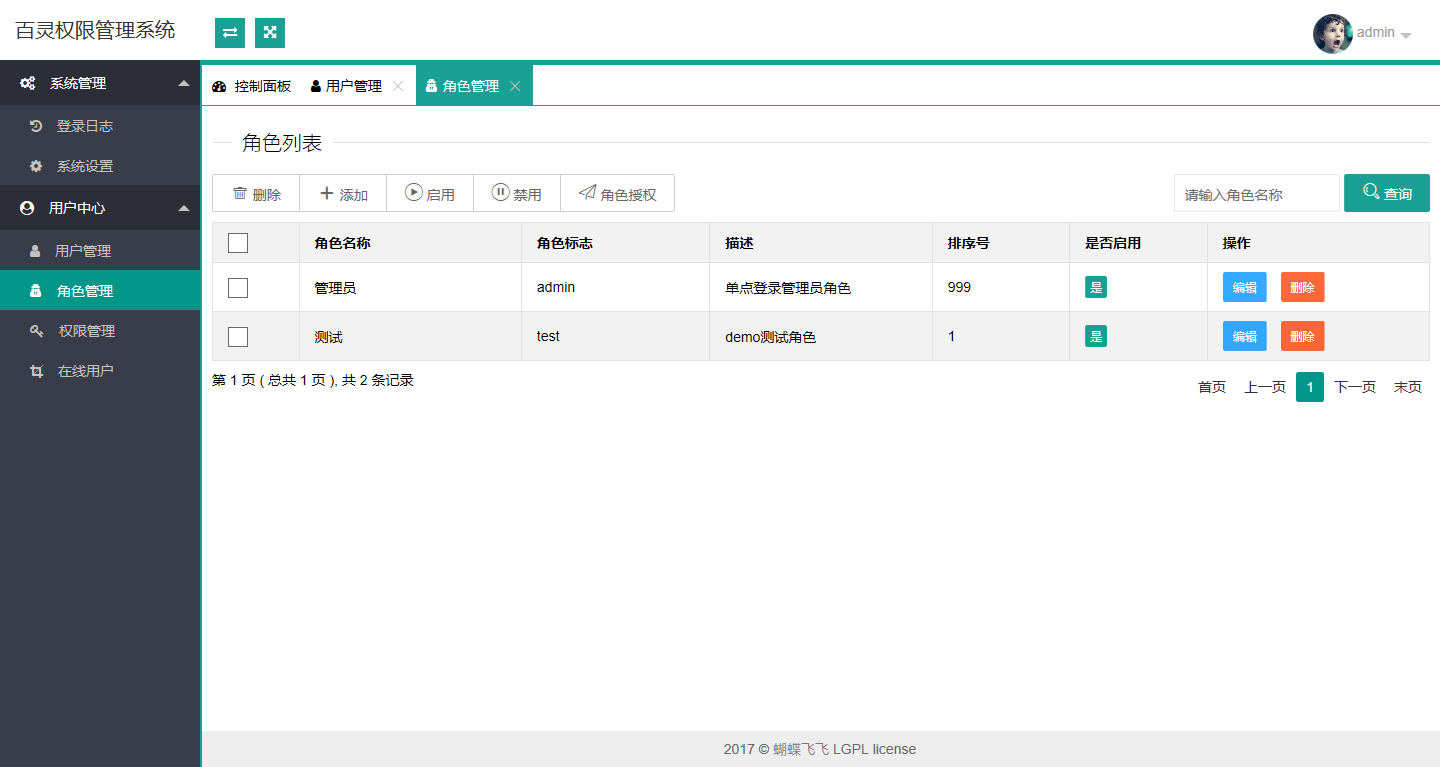 百灵权限管理系统
admin
系统管理
登录日志
系统设置
用户中心
用户管理
角色管理
权限管理
在线用户
控制面板 用户管理 角色管理
角色列表
删除 添加 启用 禁用 角色授权
请输入角色名称 查询
角色名称 角色标志 描述 排序号 是否启用 操作
管理员 admin 单点登录管理员角色 999 是 编辑 删除
测试 test demo测试角色 1 是 编辑 删除
第 1 页 ( 总共 1 页 ), 共 2 条记录
首页 上一页 1 下一页 末页
2017 © 蝴蝶飞飞 LGPL license